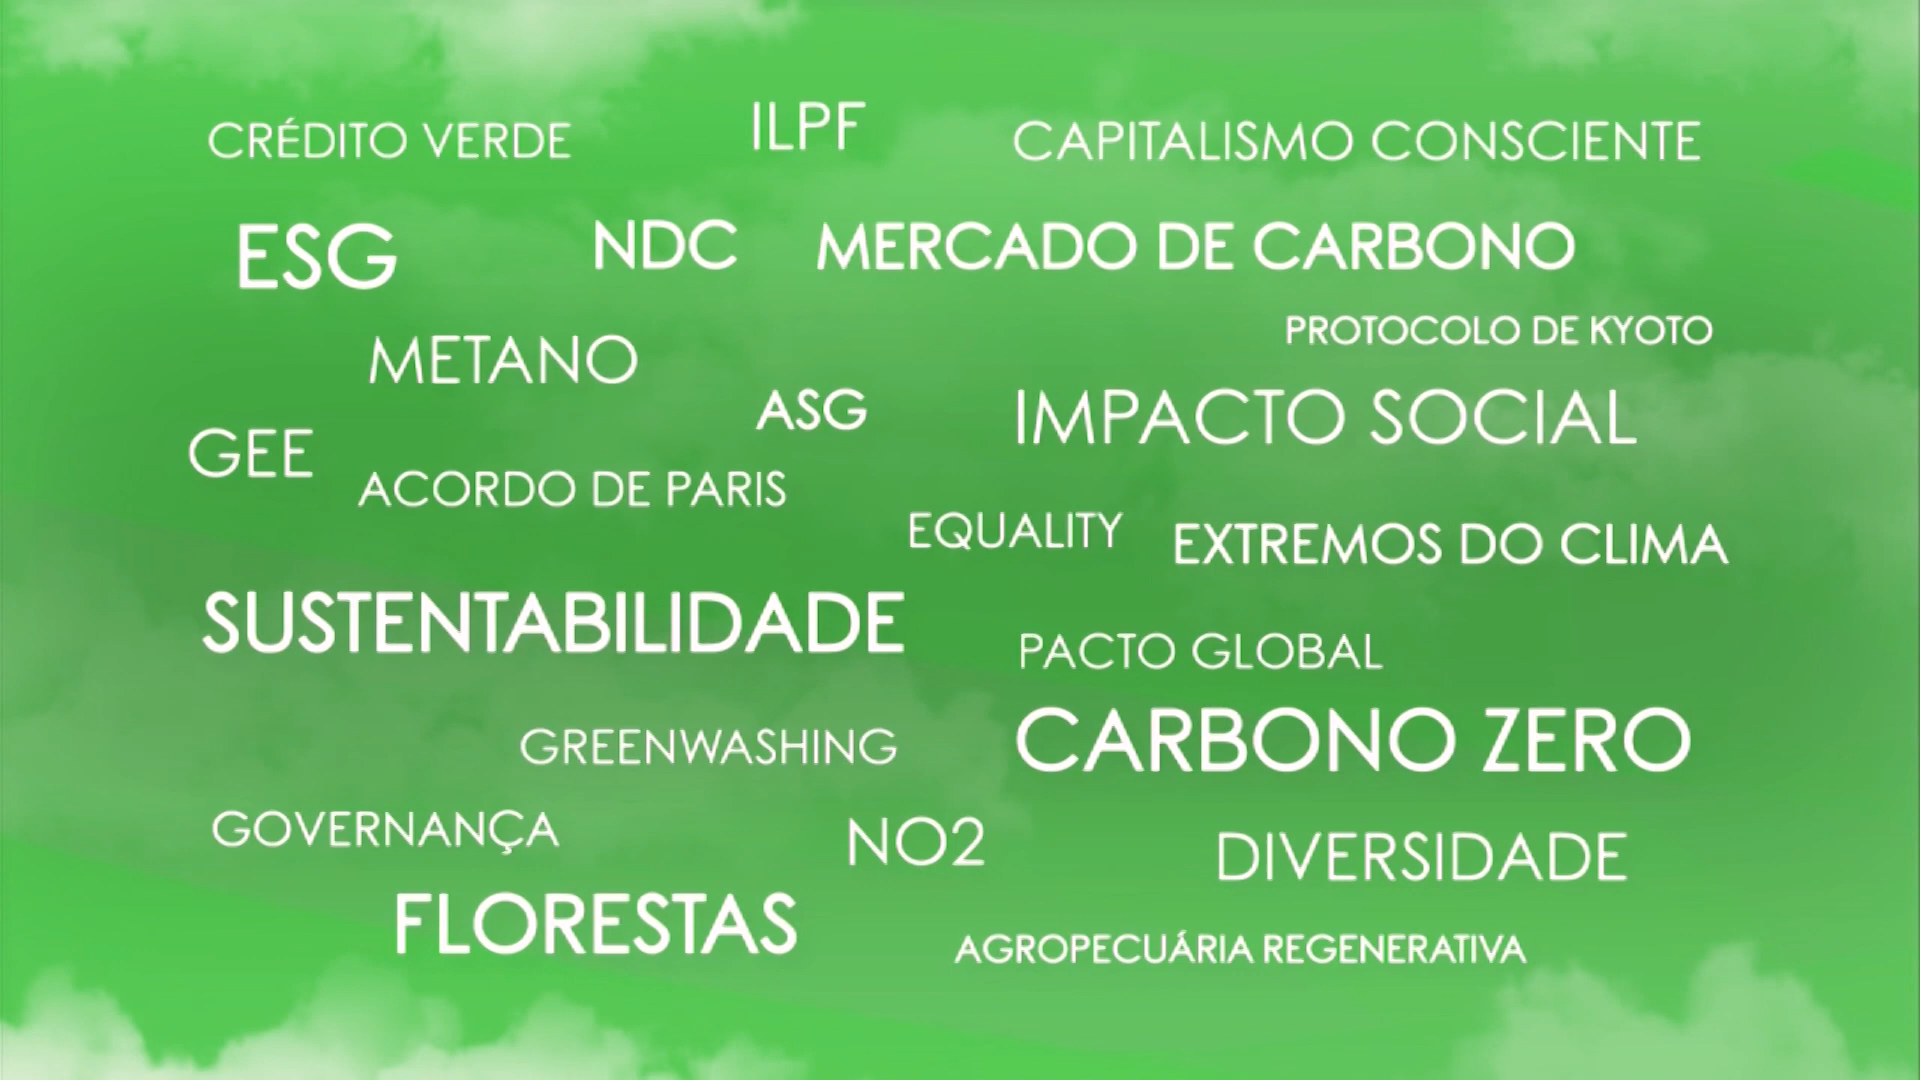 CRÉDITO VERDE
ILPF
CAPITALISMO CONSCIENTE
ESG
NDC
MERCADO DE CARBONO
PROTOCOLO DE KYOTO
METANO
ASG
IMPACTO SOCIAL
GEE
ACORDO DE PARIS
EQUALITY
EXTREMOS DO CLIMA
SUSTENTABILIDADE
PACTO GLOBAL
GREENWASHING
CARBONO ZERO
GOVERNANÇA
NO2
DIVERSIDADE
FLORESTAS
AGROPECUÁRIA REGENERATIVA